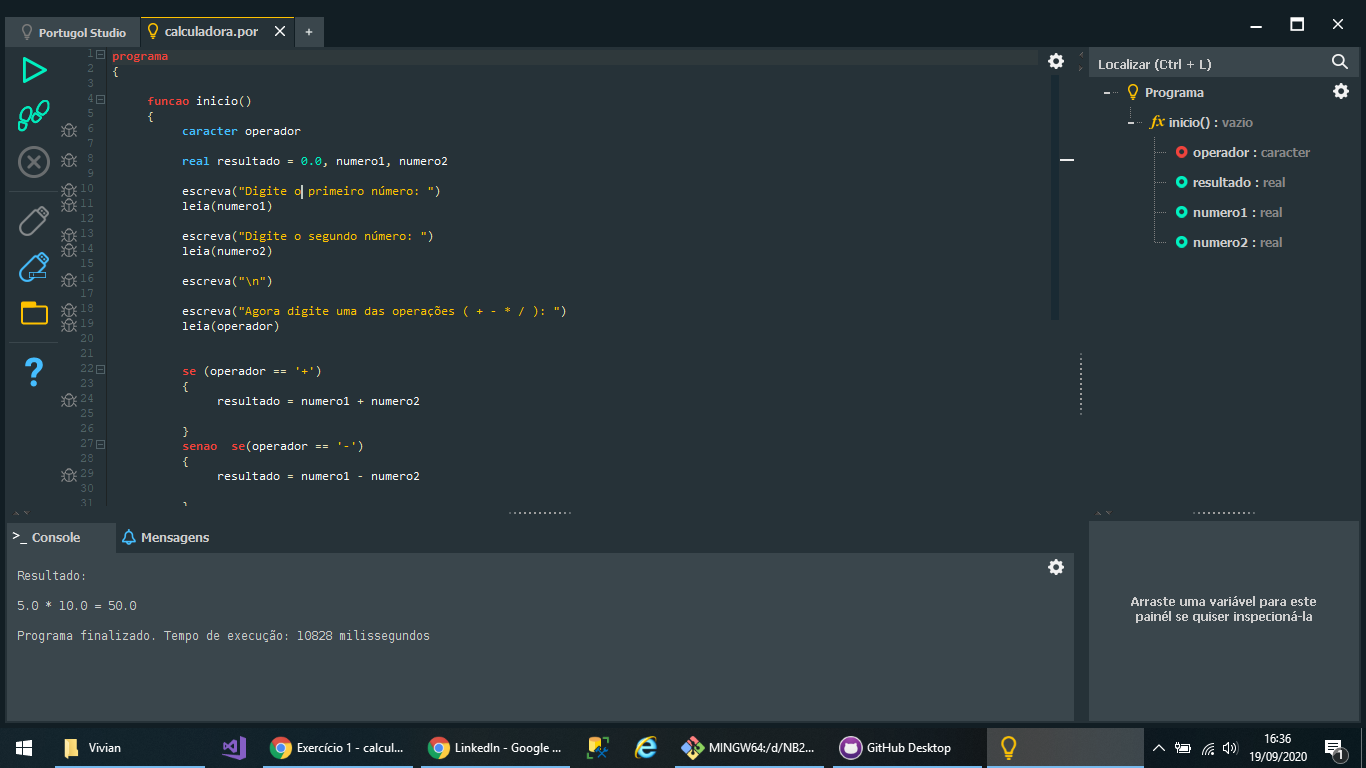 Portugol Studio
calculadora.por
+
1 programa
2 {
3
4 funcao inicio()
5 {
6 caracter operador
7
8 real resultado = 0.0, numero1, numero2
9
10 escreva("Digite o primeiro número: ")
11 leia(numero1)
12
13 escreva("Digite o segundo número: ")
14 leia(numero2)
15
16 escreva("\n")
17
18 escreva("Agora digite uma das operações ( + - * / ): ")
19 leia(operador)
20
21
22 se (operador == '+')
23 {
24 resultado = numero1 + numero2
25
26 }
27 senao  se(operador == '-')
28 {
29 resultado = numero1 - numero2
30
31 }
Localizar (Ctrl + L)
Programa
fx inicio() : vazio
operador : caracter
resultado : real
numero1 : real
numero2 : real
>_ Console
Mensagens
Resultado:
5.0 * 10.0 = 50.0
Programa finalizado. Tempo de execução: 10828 milissegundos
Arraste uma variável para este
painél se quiser inspecioná-la
?
Vivian
Exercício 1 - calcul...
LinkedIn - Google ...
MINGW64:/d/NB2...
GitHub Desktop
16:36
19/09/2020
1